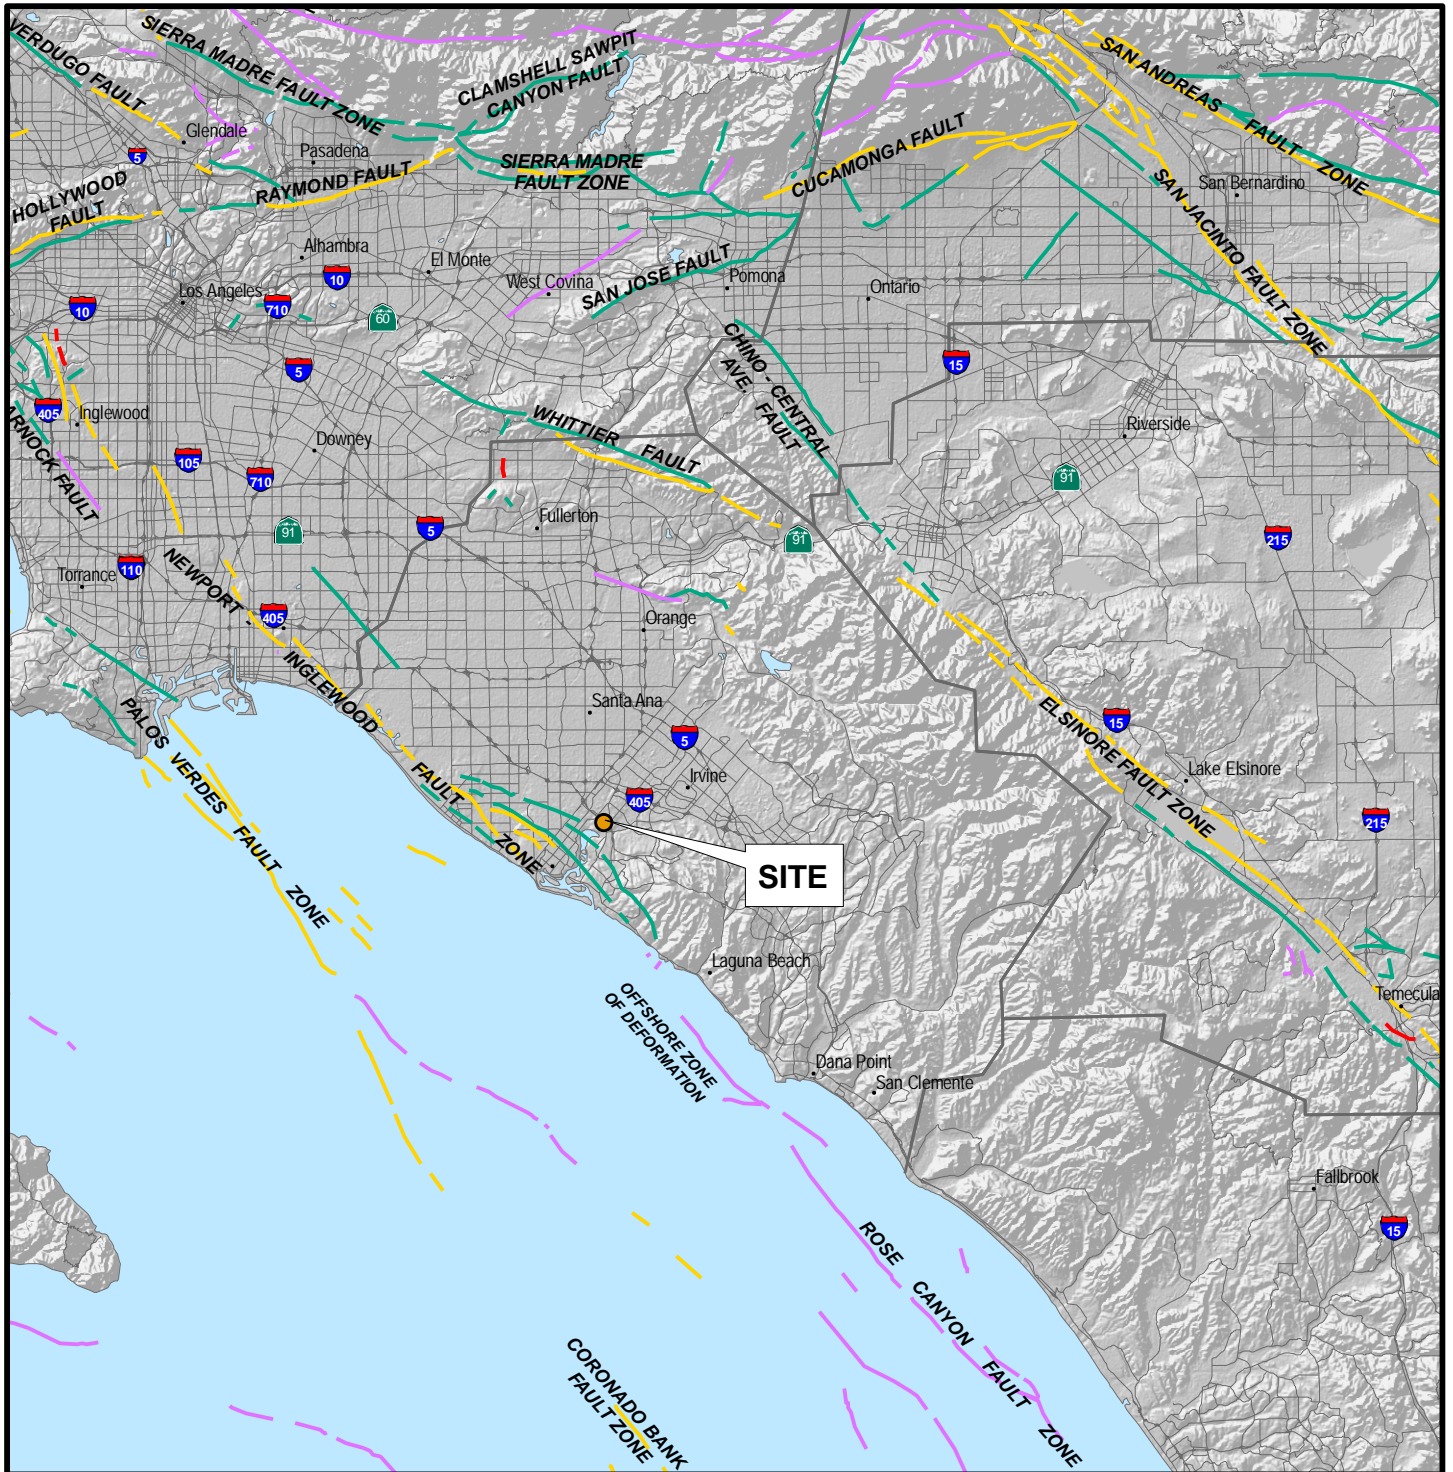 VERDUGO FAULT
SIERRA MADRE FAULT ZONE
CLAMSHELL SAWPIT
CANYON FAULT
SAN ANDREAS
FAULT ZONE
Glendale
5
Pasadena
SIERRA MADRE
FAULT ZONE
CUCAMONGA FAULT
HOLLYWOOD
FAULT
RAYMOND FAULT
SAN JACINTO FAULT ZONE
San Bernardino
Alhambra
10
El Monte
West Covina
SAN JOSE FAULT
Pomona
Ontario
10
Los Angeles
710
60
5
CHINO - CENTRAL
AVE. FAULT
15
405
Inglewood
ARNOCK FAULT
105
Downey
710
WHITTIER FAULT
Riverside
91
91
5
Fullerton
91
215
Torrance
110
NEWPORT
405
INGLEWOOD
FAULT
ZONE
Orange
Santa Ana
5
Irvine
405
PALOS VERDES FAULT ZONE
SITE
ELSINORE FAULT ZONE
15
Lake Elsinore
215
Laguna Beach
OFFSHORE ZONE
OF DEFORMATION
Temecula
Dana Point
San Clemente
Fallbrook
15
ROSE CANYON FAULT ZONE
CORONADO BANK
FAULT ZONE